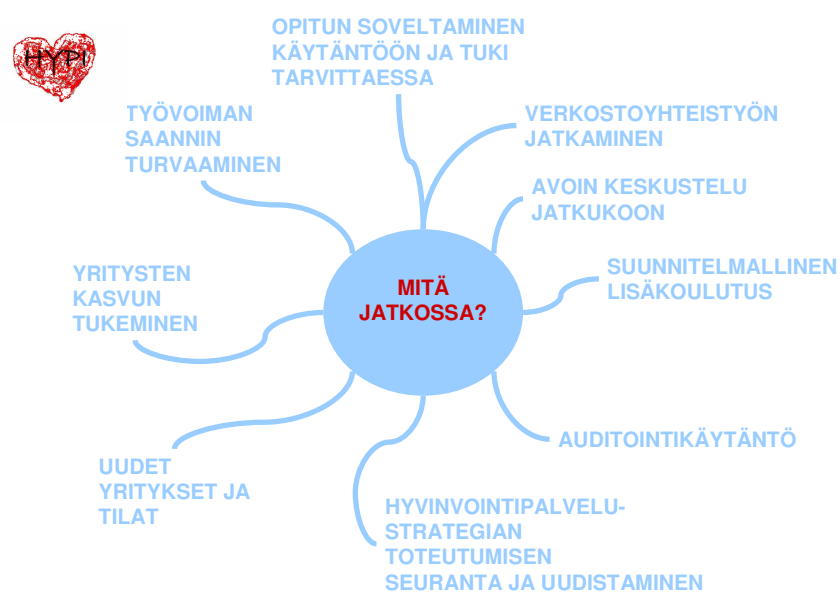 HYPI
OPITUN SOVELTAMINEN
KÄYTÄNTÖÖN JA TUKI
TARVITTAESSA
VERKOSTOYHTEISTYÖN
JATKAMINEN
AVOIN KESKUSTELU
JATKUKOON
SUUNNITELMALLINEN
LISÄKOULUTUS
AUDITOINTIKÄYTÄNTÖ
HYVINVOINTIPALVELU-
STRATEGIAN
TOTEUTUMISEN
SEURANTA JA UUDISTAMINEN
UUDET
YRITYKSET JA
TILAT
YRITYSTEN
KASVUN
TUKEMINEN
TYÖVOIMAN
SAANNIN
TURVAAMINEN
MITÄ
JATKOSSA?